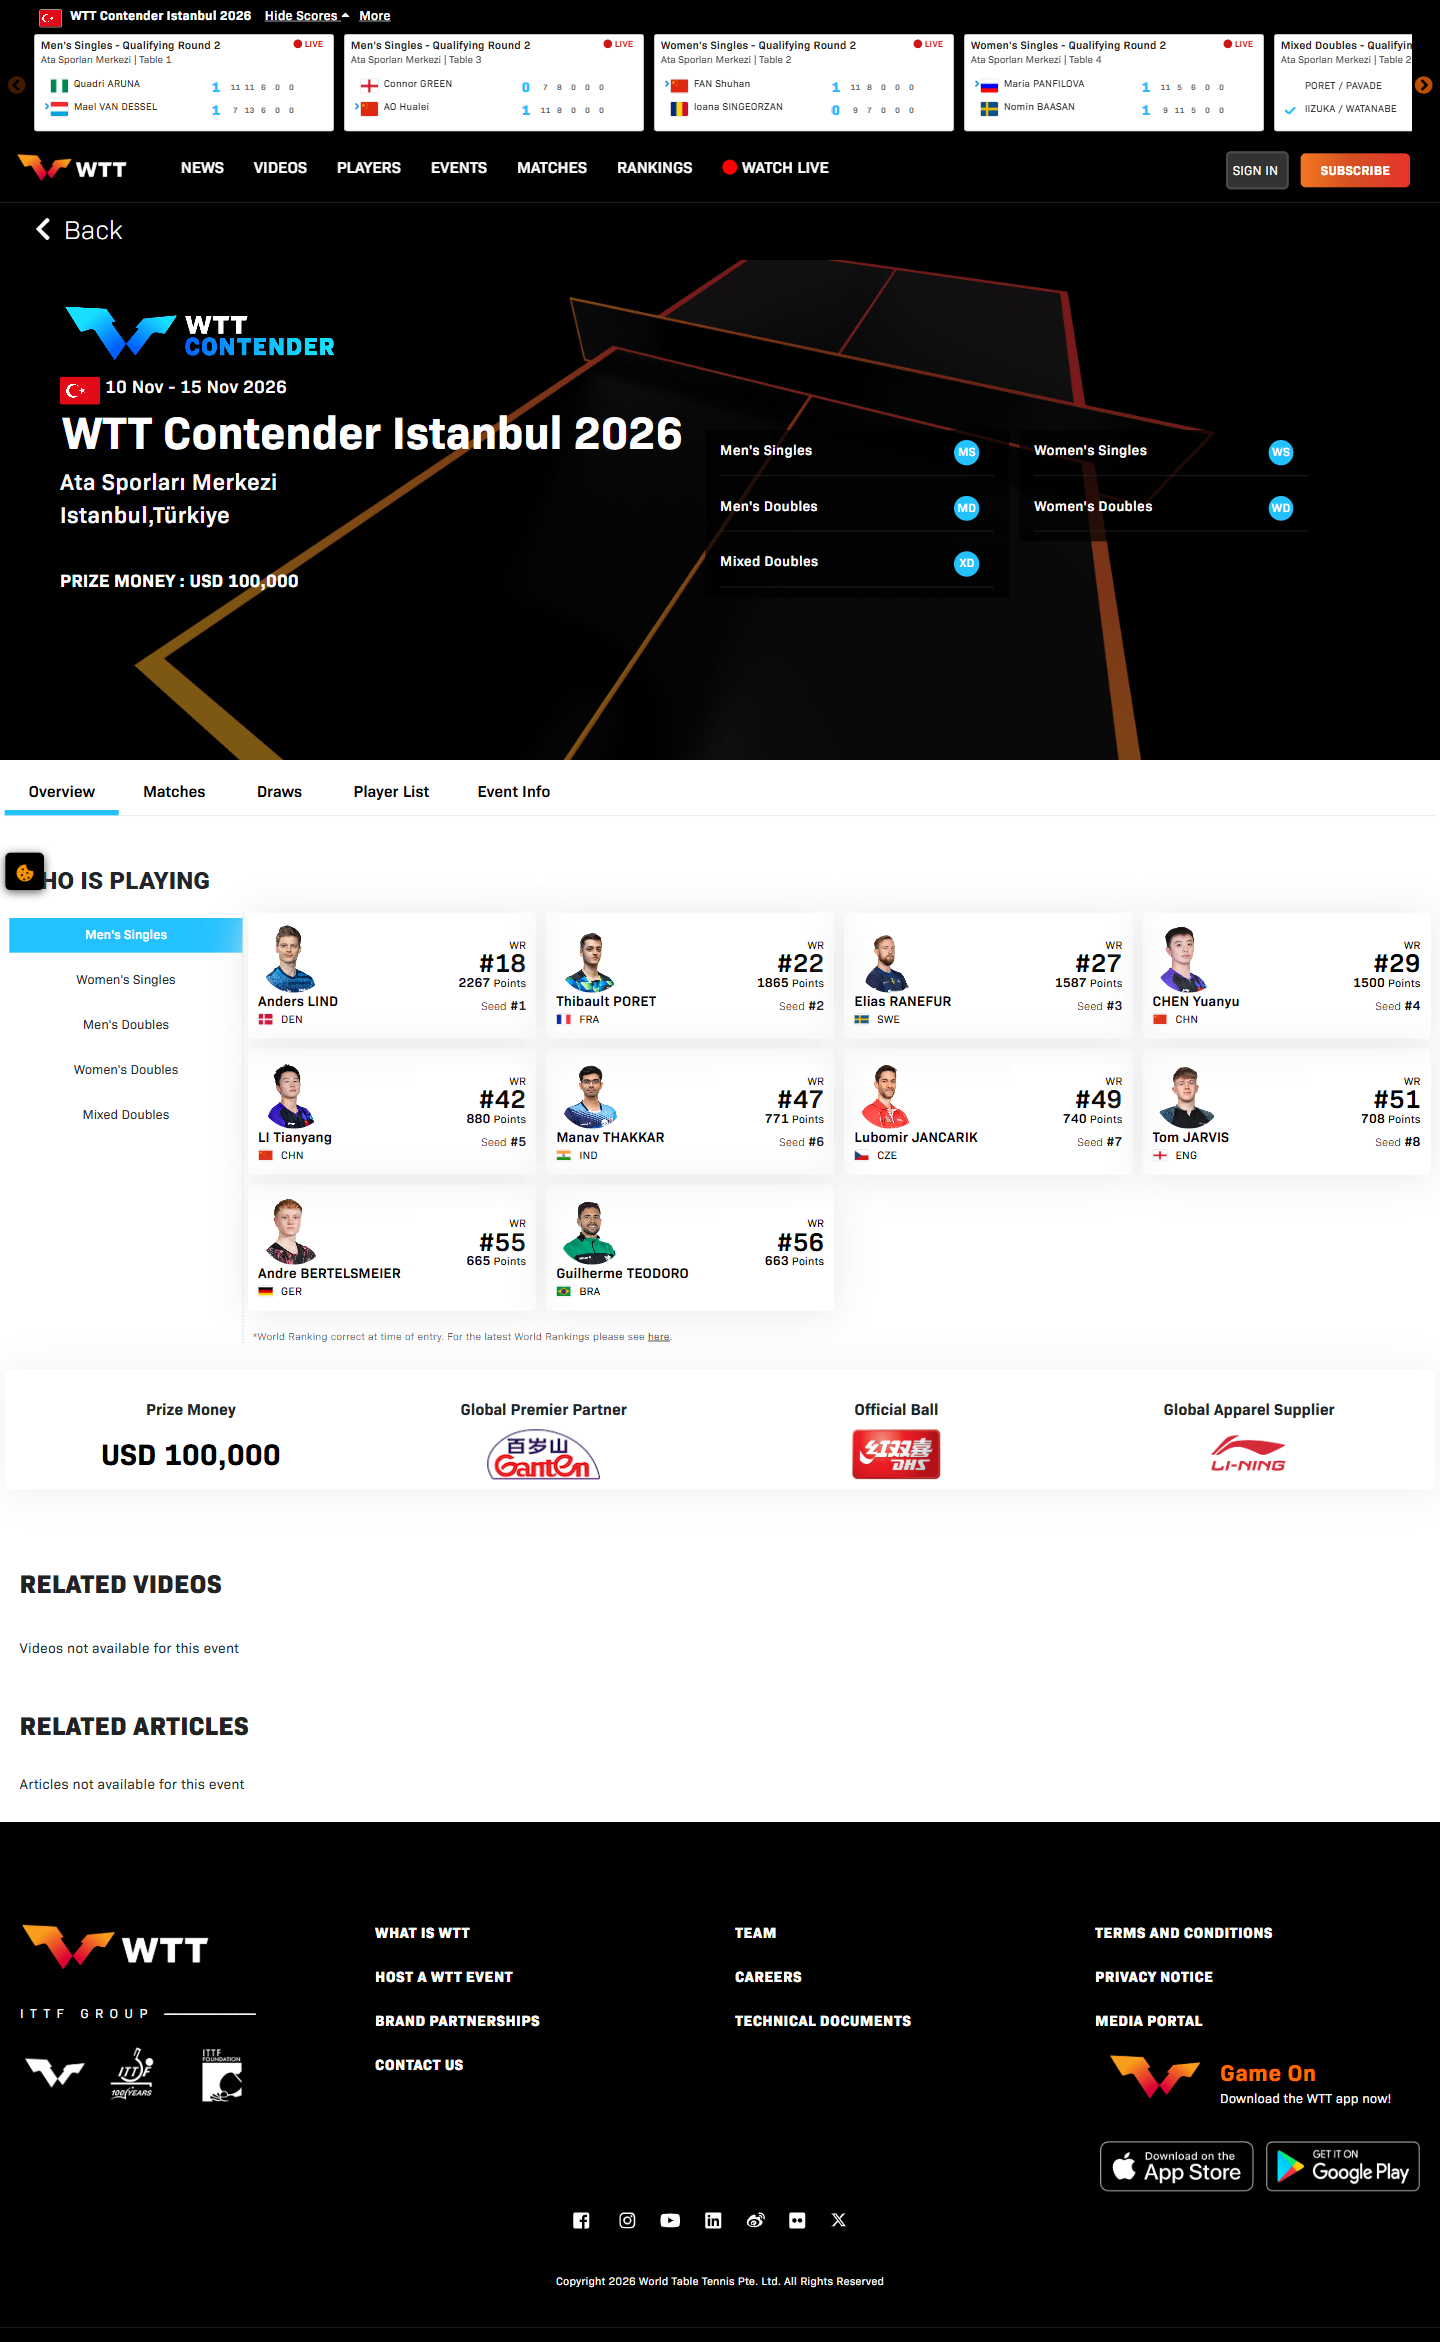 WTT Contender Istanbul 2026 Hide Scores More
Men's Singles - Qualifying Round 2 LIVE
Ata Sporları Merkezi | Table 1
Quadri ARUNA 1 11 11 6 0 0
Mael VAN DESSEL 1 7 13 6 0 0
Men's Singles - Qualifying Round 2 LIVE
Ata Sporları Merkezi | Table 3
Connor GREEN 0 7 8 0 0 0
AO Hualei 1 11 8 0 0 0
Women's Singles - Qualifying Round 2 LIVE
Ata Sporları Merkezi | Table 2
FAN Shuhan 1 11 8 0 0 0
Ioana SINGEORZAN 0 9 7 0 0 0
Women's Singles - Qualifying Round 2 LIVE
Ata Sporları Merkezi | Table 4
Maria PANFILOVA 1 11 5 6 0 0
Nomin BAASAN 1 9 11 5 0 0
Mixed Doubles - Qualifyin
Ata Sporları Merkezi | Table 2
PORET / PAVADE
IIZUKA / WATANABE
WTT NEWS VIDEOS PLAYERS EVENTS MATCHES RANKINGS WATCH LIVE SIGN IN SUBSCRIBE
Back
WTT
CONTENDER
10 Nov - 15 Nov 2026
WTT Contender Istanbul 2026
Ata Sporları Merkezi
Istanbul,Türkiye
PRIZE MONEY : USD 100,000
Men's Singles MS
Women's Singles WS
Men's Doubles MD
Women's Doubles WD
Mixed Doubles XD
Overview Matches Draws Player List Event Info
HO IS PLAYING
Men's Singles
Women's Singles
Men's Doubles
Women's Doubles
Mixed Doubles
WR
#18
2267 Points
Anders LIND Seed #1
DEN
WR
#22
1865 Points
Thibault PORET Seed #2
FRA
WR
#27
1587 Points
Elias RANEFUR Seed #3
SWE
WR
#29
1500 Points
CHEN Yuanyu Seed #4
CHN
WR
#42
880 Points
LI Tianyang Seed #5
CHN
WR
#47
771 Points
Manav THAKKAR Seed #6
IND
WR
#49
740 Points
Lubomir JANCARIK Seed #7
CZE
WR
#51
708 Points
Tom JARVIS Seed #8
ENG
WR
#55
665 Points
Andre BERTELSMEIER
GER
WR
#56
663 Points
Guilherme TEODORO
BRA
*World Ranking correct at time of entry. For the latest World Rankings please see here.
Prize Money
USD 100,000
Global Premier Partner
百岁山
Ganten
Official Ball
红双喜
DHS
Global Apparel Supplier
LI-NING
RELATED VIDEOS
Videos not available for this event
RELATED ARTICLES
Articles not available for this event
WTT
ITTF GROUP
ITTF
100 YEARS
ITTF
FOUNDATION
WHAT IS WTT
HOST A WTT EVENT
BRAND PARTNERSHIPS
CONTACT US
TEAM
CAREERS
TECHNICAL DOCUMENTS
TERMS AND CONDITIONS
PRIVACY NOTICE
MEDIA PORTAL
Game On
Download the WTT app now!
Download on the
App Store
GET IT ON
Google Play
Copyright 2026 World Table Tennis Pte. Ltd. All Rights Reserved